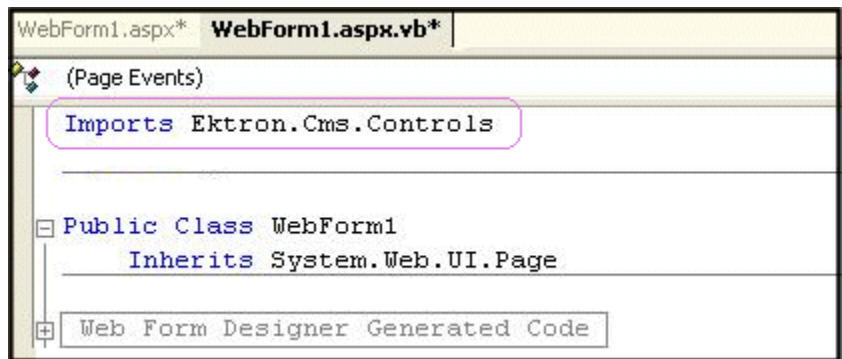 WebForm1.aspx* WebForm1.aspx.vb*
(Page Events)
Imports Ektron.Cms.Controls
Public Class WebForm1
Inherits System.Web.UI.Page
Web Form Designer Generated Code